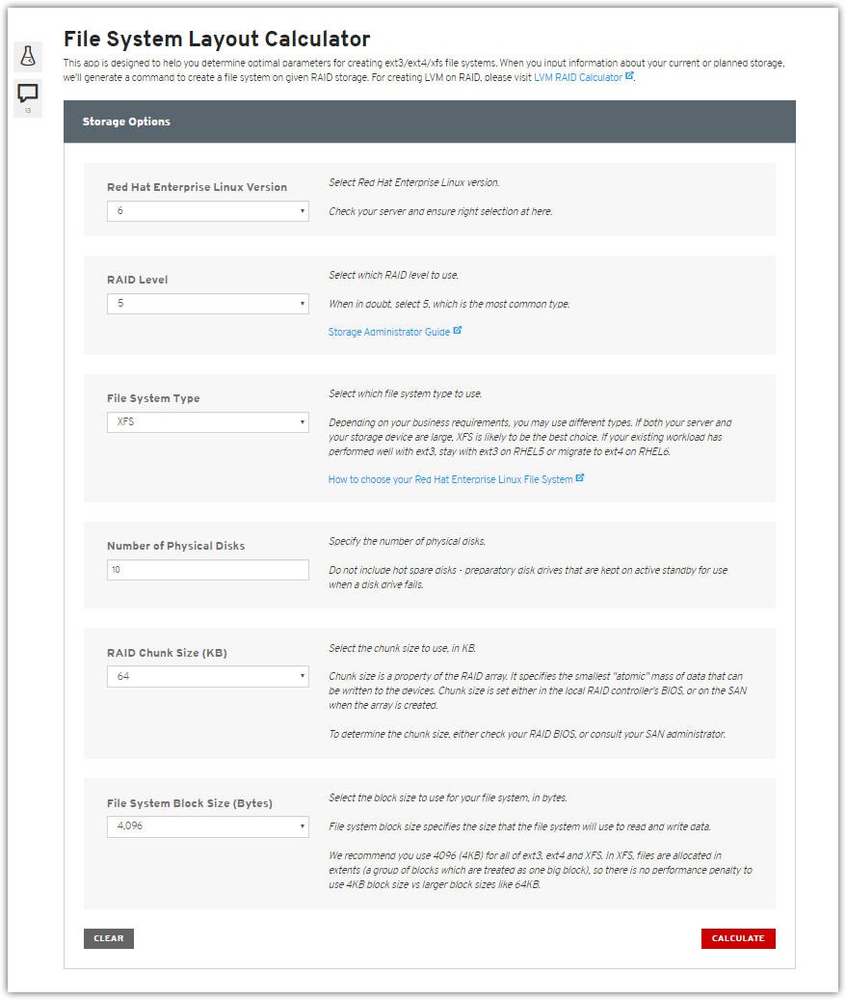 File System Layout Calculator
This app is designed to help you determine optimal parameters for creating ext3/ext4/xfs file systems. When you input information about your current or planned storage,
we'll generate a command to create a file system on given RAID storage. For creating LVM on RAID, please visit LVM RAID Calculator.
13
Storage Options
Red Hat Enterprise Linux Version
6
Select Red Hat Enterprise Linux version.
Check your server and ensure right selection at here.
RAID Level
5
Select which RAID level to use.
When in doubt, select 5, which is the most common type.
Storage Administrator Guide
File System Type
XFS
Select which file system type to use.
Depending on your business requirements, you may use different types. If both your server and
your storage device are large, XFS is likely to be the best choice. If your existing workload has
performed well with ext3, stay with ext3 on RHEL5 or migrate to ext4 on RHEL6.
How to choose your Red Hat Enterprise Linux File System
Number of Physical Disks
10
Specify the number of physical disks.
Do not include hot spare disks - preparatory disk drives that are kept on active standby for use
when a disk drive fails.
RAID Chunk Size (KB)
64
Select the chunk size to use, in KB.
Chunk size is a property of the RAID array. It specifies the smallest "atomic" mass of data that can
be written to the devices. Chunk size is set either in the local RAID controller's BIOS, or on the SAN
when the array is created.
To determine the chunk size, either check your RAID BIOS, or consult your SAN administrator.
File System Block Size (Bytes)
4,096
Select the block size to use for your file system, in bytes.
File system block size specifies the size that the file system will use to read and write data.
We recommend you use 4096 (4KB) for all of ext3, ext4 and XFS. In XFS, files are allocated in
extents (a group of blocks which are treated as one big block), so there is no performance penalty to
use 4KB block size vs larger block sizes like 64KB.
CLEAR
CALCULATE